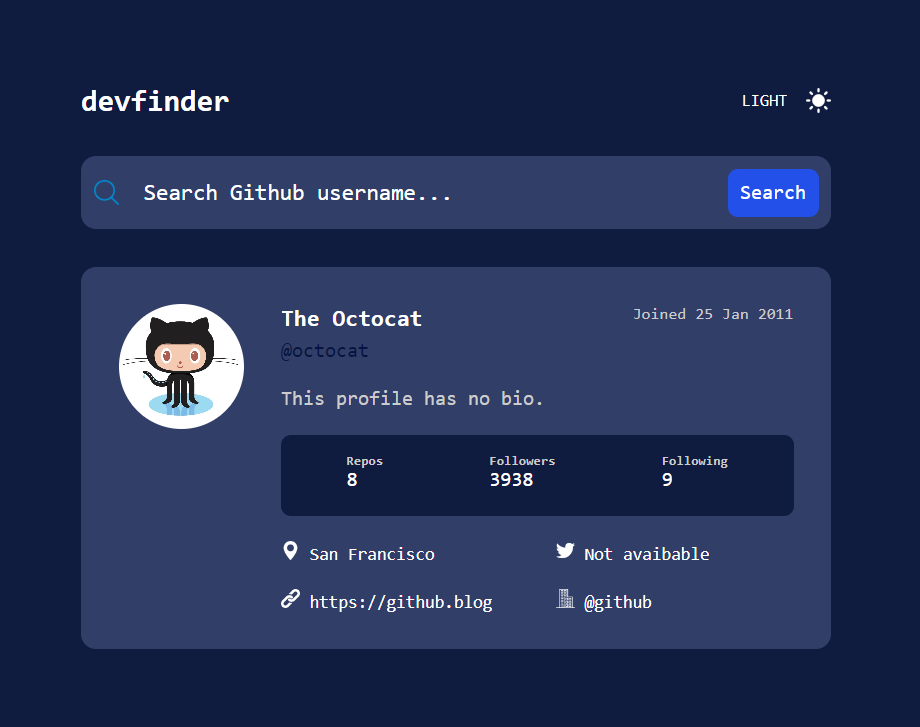 devfinder
LIGHT
Search Github username...
Search
The Octocat
Joined 25 Jan 2011
@octocat
This profile has no bio.
Repos
8
Followers
3938
Following
9
San Francisco
Not avaibable
https://github.blog
@github